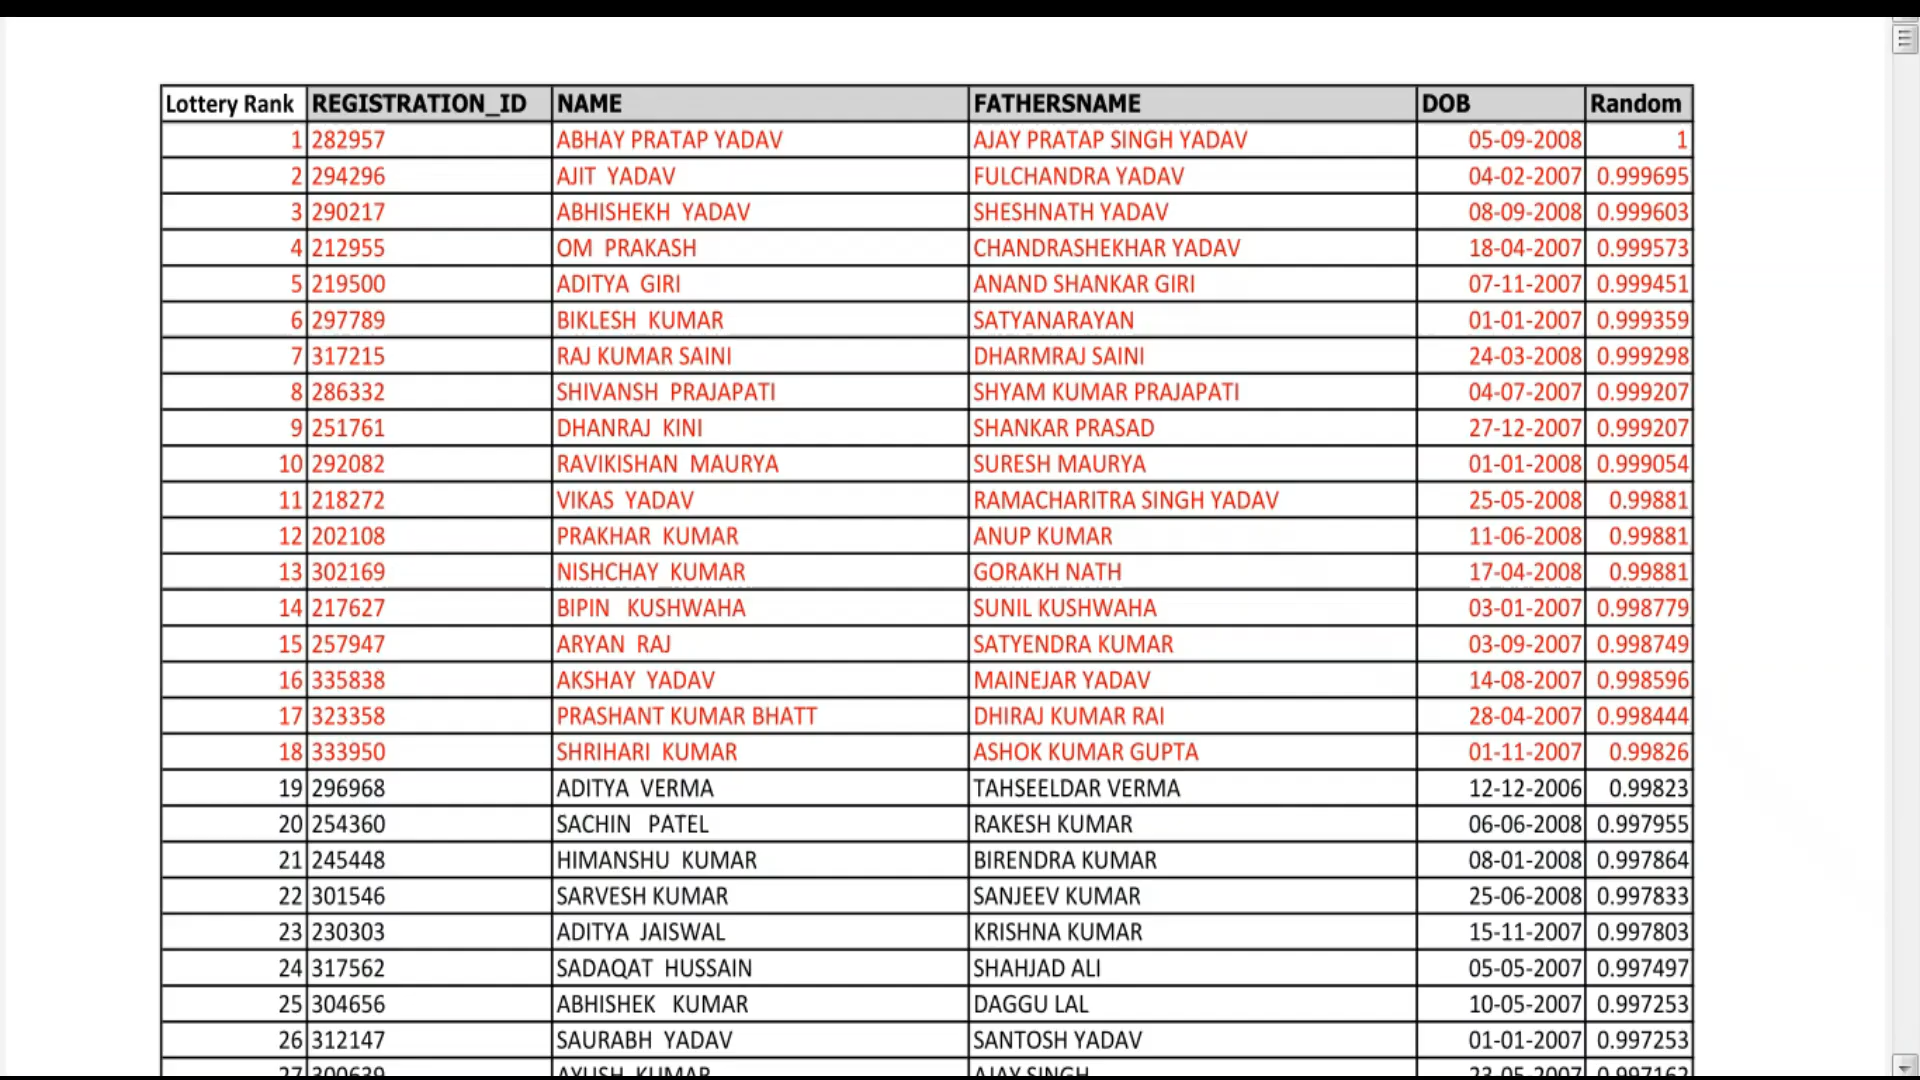 Lottery Rank REGISTRATION_ID NAME FATHERSNAME DOB Random
1 282957 ABHAY PRATAP YADAV AJAY PRATAP SINGH YADAV 05-09-2008 1
2 294296 AJIT YADAV FULCHANDRA YADAV 04-02-2007 0.999695
3 290217 ABHISHEKH YADAV SHESHNATH YADAV 08-09-2008 0.999603
4 212955 OM PRAKASH CHANDRASHEKHAR YADAV 18-04-2007 0.999573
5 219500 ADITYA GIRI ANAND SHANKAR GIRI 07-11-2007 0.999451
6 297789 BIKLESH KUMAR SATYANARAYAN 01-01-2007 0.999359
7 317215 RAJ KUMAR SAINI DHARMRAJ SAINI 24-03-2008 0.999298
8 286332 SHIVANSH PRAJAPATI SHYAM KUMAR PRAJAPATI 04-07-2007 0.999207
9 251761 DHANRAJ KINI SHANKAR PRASAD 27-12-2007 0.999207
10 292082 RAVIKISHAN MAURYA SURESH MAURYA 01-01-2008 0.999054
11 218272 VIKAS YADAV RAMACHARITRA SINGH YADAV 25-05-2008 0.99881
12 202108 PRAKHAR KUMAR ANUP KUMAR 11-06-2008 0.99881
13 302169 NISHCHAY KUMAR GORAKH NATH 17-04-2008 0.99881
14 217627 BIPIN KUSHWAHA SUNIL KUSHWAHA 03-01-2007 0.998779
15 257947 ARYAN RAJ SATYENDRA KUMAR 03-09-2007 0.998749
16 335838 AKSHAY YADAV MAINEJAR YADAV 14-08-2007 0.998596
17 323358 PRASHANT KUMAR BHATT DHIRAJ KUMAR RAI 28-04-2007 0.998444
18 333950 SHRIHARI KUMAR ASHOK KUMAR GUPTA 01-11-2007 0.99826
19 296968 ADITYA VERMA TAHSEELDAR VERMA 12-12-2006 0.99823
20 254360 SACHIN PATEL RAKESH KUMAR 06-06-2008 0.997955
21 245448 HIMANSHU KUMAR BIRENDRA KUMAR 08-01-2008 0.997864
22 301546 SARVESH KUMAR SANJEEV KUMAR 25-06-2008 0.997833
23 230303 ADITYA JAISWAL KRISHNA KUMAR 15-11-2007 0.997803
24 317562 SADAQAT HUSSAIN SHAHJAD ALI 05-05-2007 0.997497
25 304656 ABHISHEK KUMAR DAGGU LAL 10-05-2007 0.997253
26 312147 SAURABH YADAV SANTOSH YADAV 01-01-2007 0.997253
27 300639 AYUSH KUMAR AJAY SINGH 23-05-2007 0.997162